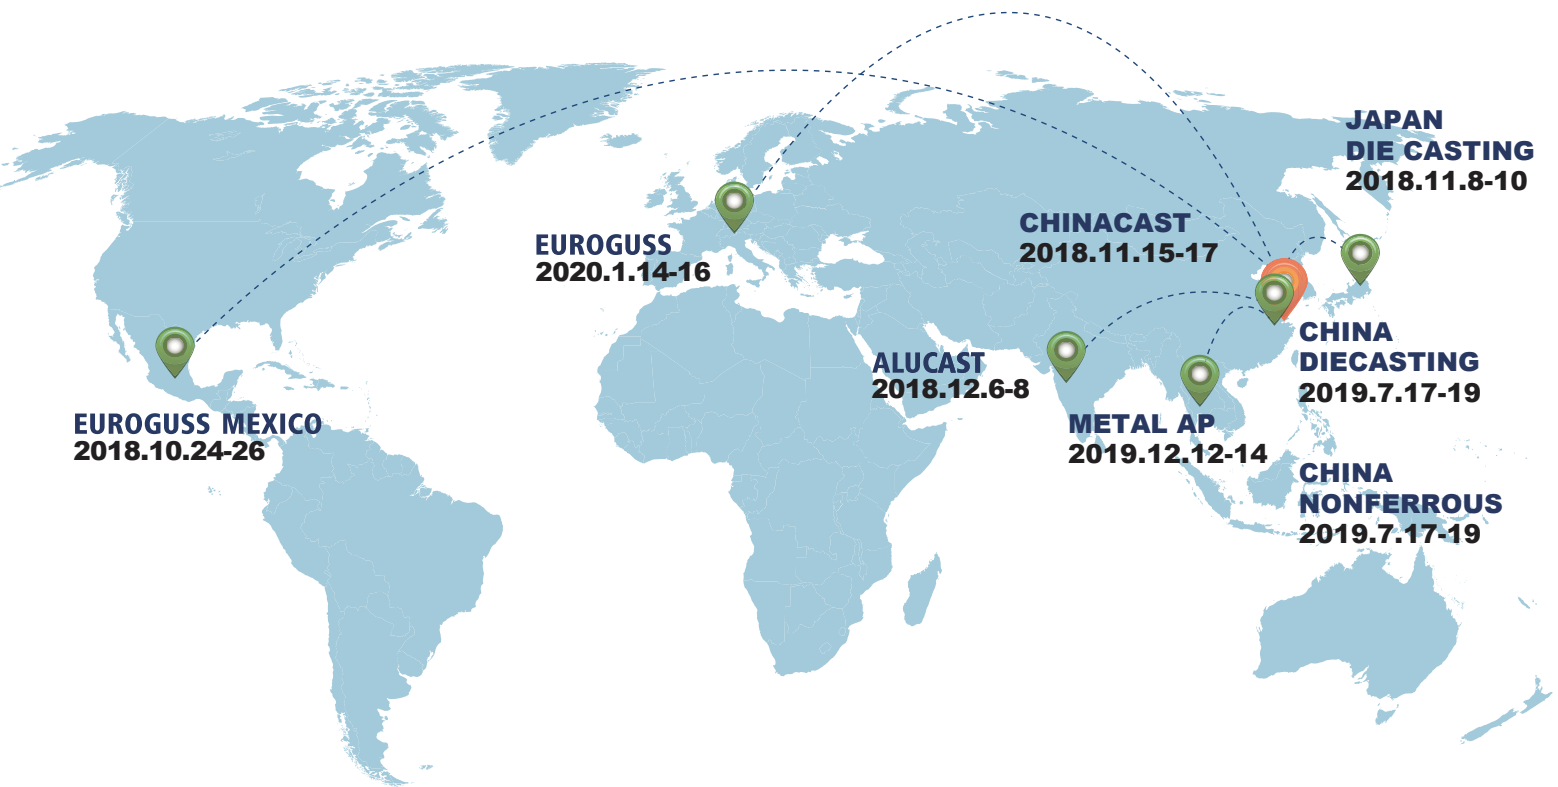 JAPAN
DIE CASTING
2018.11.8-10
CHINACAST
2018.11.15-17
EUROGUSS
2020.1.14-16
CHINA
DIECASTING
2019.7.17-19
ALUCAST
2018.12.6-8
METAL AP
2019.12.12-14
EUROGUSS MEXICO
2018.10.24-26
CHINA
NONFERROUS
2019.7.17-19